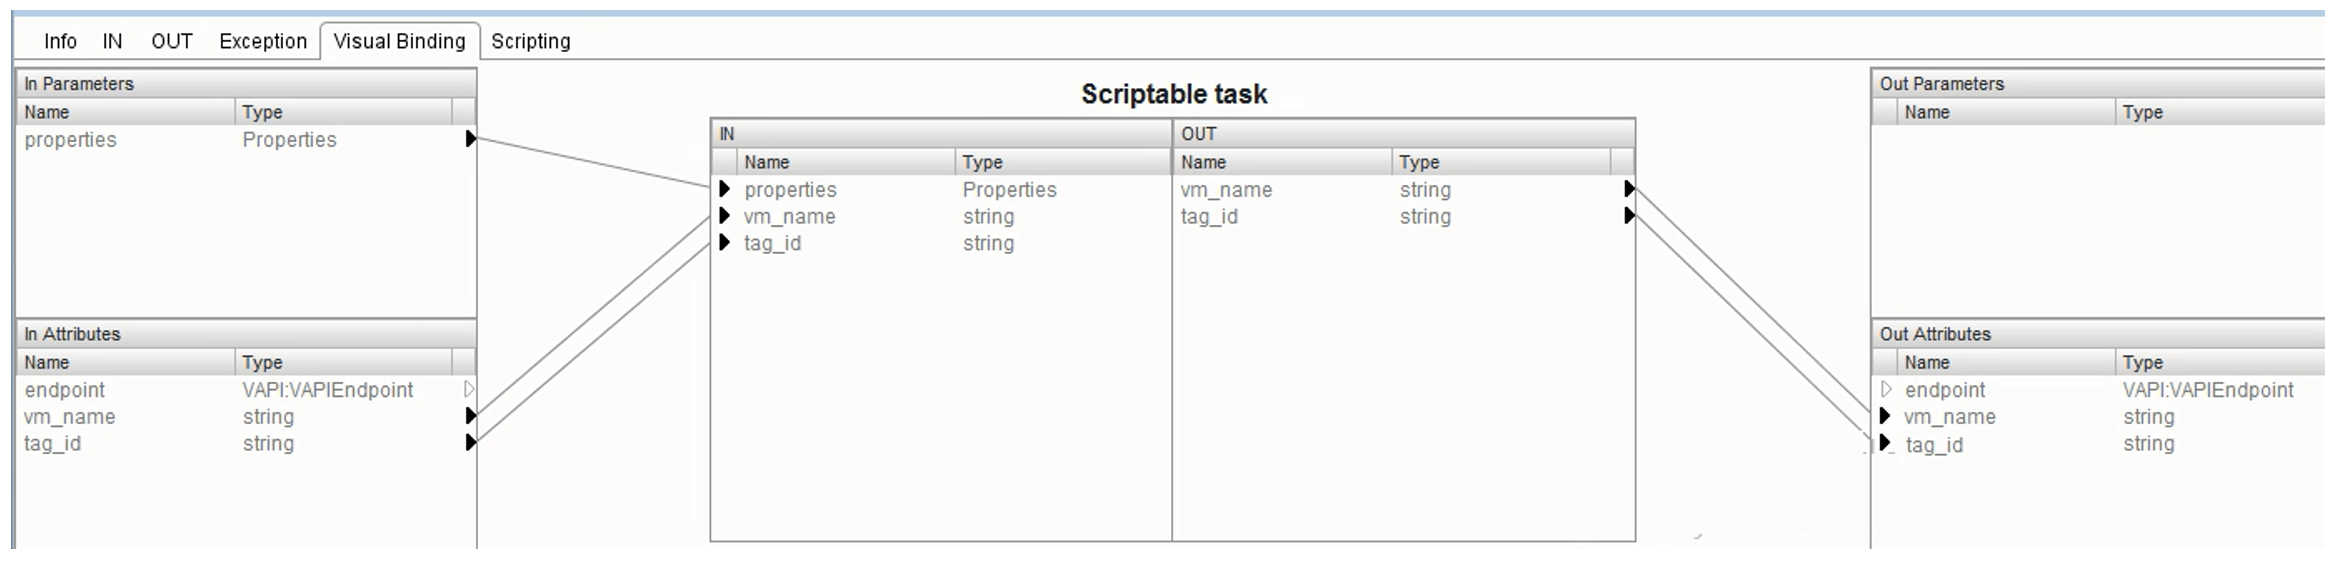 Info IN OUT Exception Visual Binding Scripting
In Parameters
Name Type
properties Properties
In Attributes
Name Type
endpoint VAPI:VAPIEndpoint
vm_name string
tag_id string
Scriptable task
IN
Name Type
properties Properties
vm_name string
tag_id string
OUT
Name Type
vm_name string
tag_id string
Out Parameters
Name Type
Out Attributes
Name Type
endpoint VAPI:VAPIEndpoint
vm_name string
tag_id string